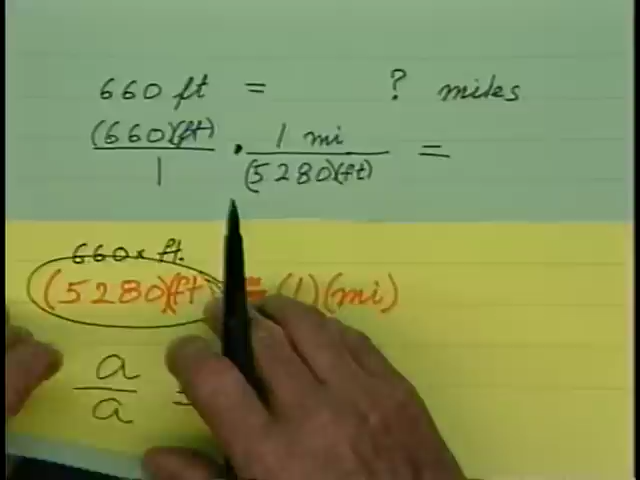 660 ft = ? miles
(660)(ft) / 1 · 1 mi / (5280)(ft) =
660 x ft.
(5280)(ft) = (1)(mi)
a / a =